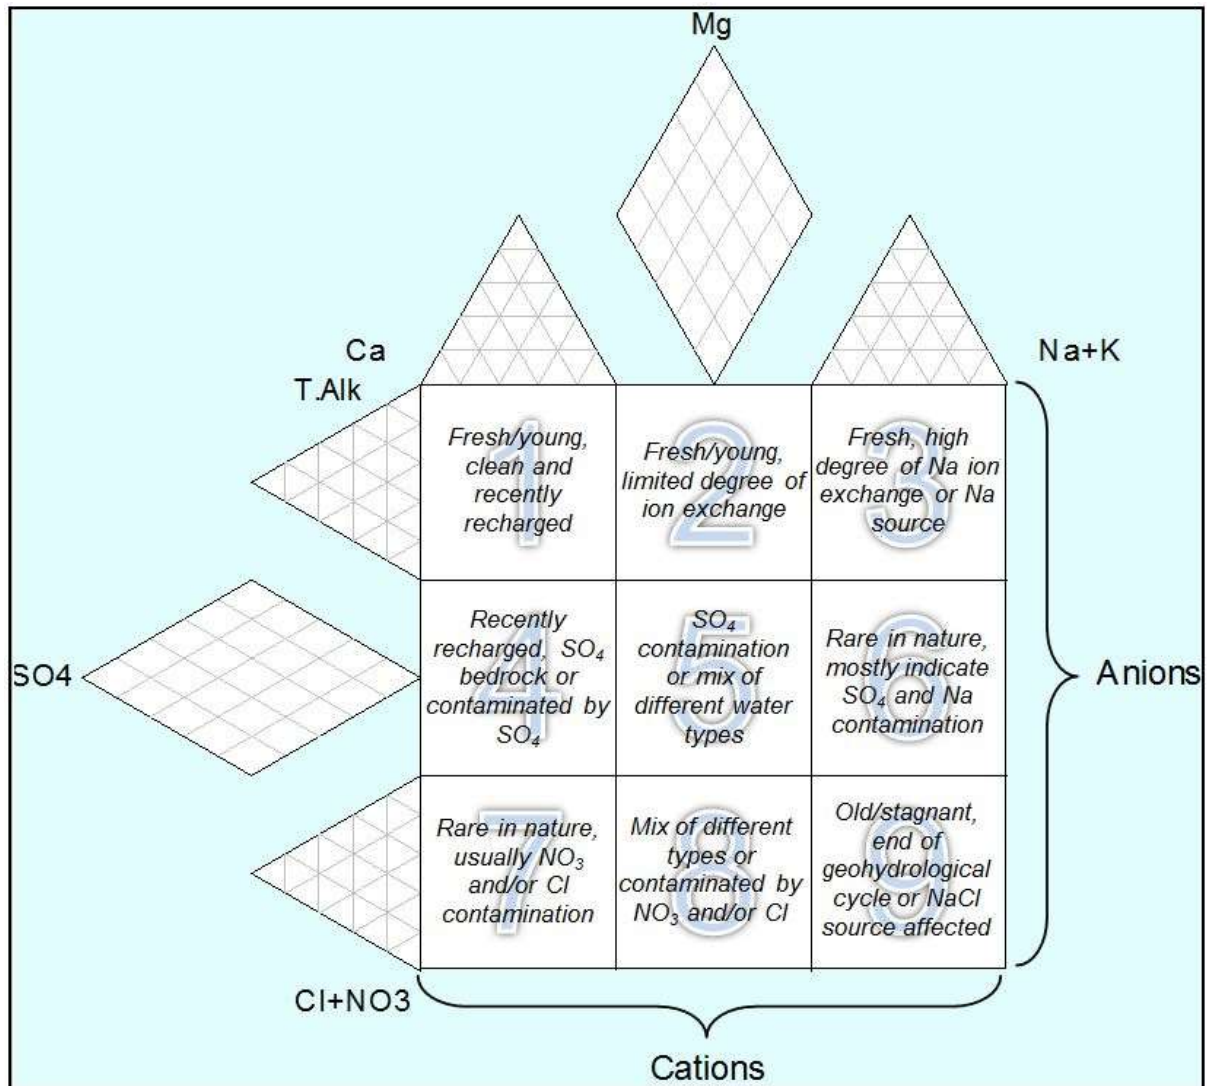 Mg
Ca
Na+K
T.Alk
1
Fresh/young,
clean and
recently
recharged
2
Fresh/young,
limited degree of
ion exchange
3
Fresh, high
degree of Na ion
exchange or Na
source
SO4
4
Recently
recharged, SO₄
bedrock or
contaminated by
SO₄
5
SO₄
contamination
or mix of
different water
types
6
Rare in nature,
mostly indicate
SO₄ and Na
contamination
Anions
7
Rare in nature,
usually NO₃
and/or Cl
contamination
8
Mix of different
types or
contaminated by
NO₃ and/or Cl
9
Old/stagnant,
end of
geohydrological
cycle or NaCl
source affected
Cl+NO3
Cations